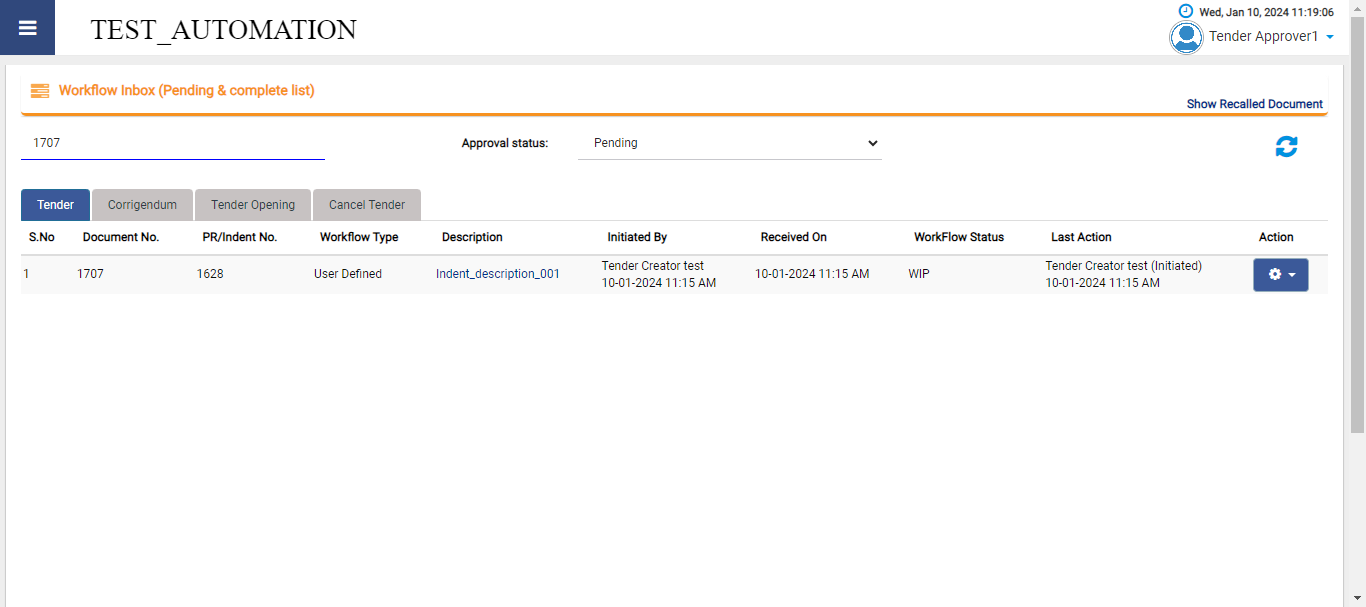 Wed, Jan 10, 2024 11:19:06
TEST_AUTOMATION
Tender Approver1
Workflow Inbox (Pending & complete list)
Show Recalled Document
1707 Approval status: Pending
Tender Corrigendum Tender Opening Cancel Tender
S.No Document No. PR/Indent No. Workflow Type Description Initiated By Received On WorkFlow Status Last Action Action
1 1707 1628 User Defined Indent_description_001 Tender Creator test 10-01-2024 11:15 AM WIP Tender Creator test (Initiated)
10-01-2024 11:15 AM 10-01-2024 11:15 AM